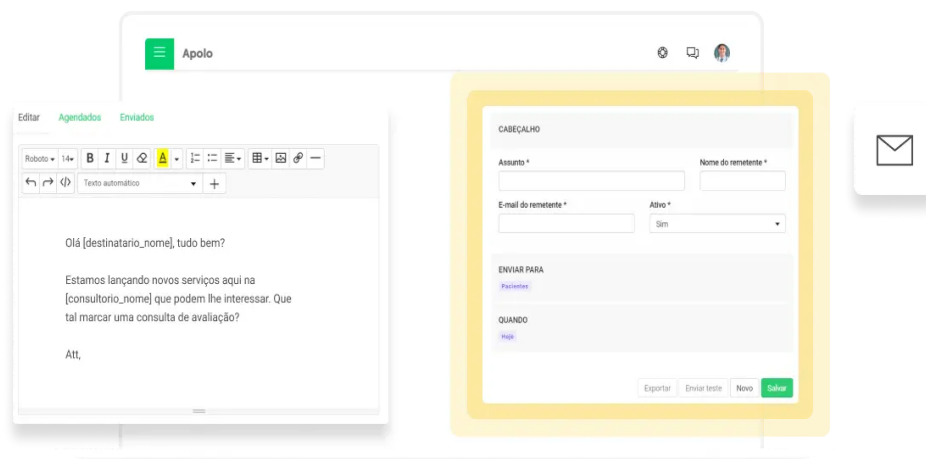 Apolo
Editar Agendados Enviados
Roboto 14 B I U A
Texto automático
Olá [destinatario_nome], tudo bem?
Estamos lançando novos serviços aqui na
[consultorio_nome] que podem lhe interessar. Que
tal marcar uma consulta de avaliação?
Att,
CABEÇALHO
Assunto * Nome do remetente *
E-mail do remetente * Ativo *
Sim
ENVIAR PARA
Pacientes
QUANDO
Hoje
Exportar Enviar teste Novo Salvar